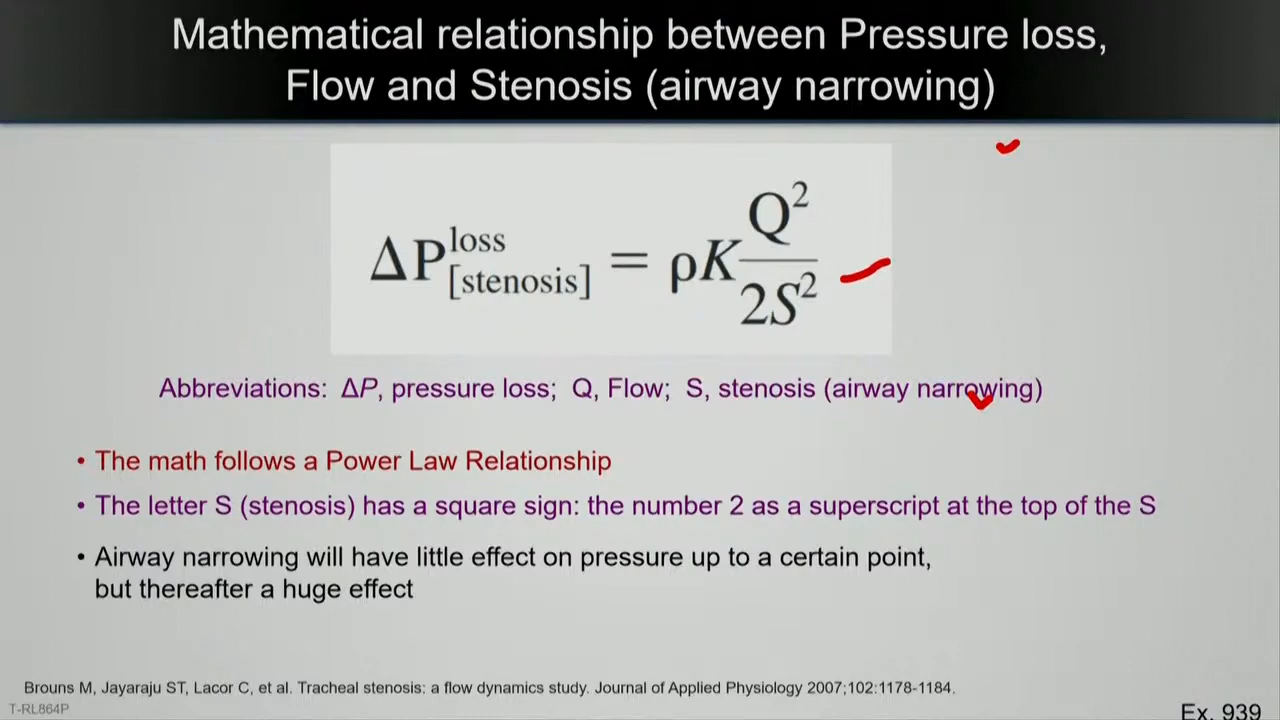 Mathematical relationship between Pressure loss,
Flow and Stenosis (airway narrowing)
ΔP^loss_[stenosis] = ρK Q²/2S²
Abbreviations: ΔP, pressure loss; Q, Flow; S, stenosis (airway narrowing)
• The math follows a Power Law Relationship
• The letter S (stenosis) has a square sign: the number 2 as a superscript at the top of the S
• Airway narrowing will have little effect on pressure up to a certain point,
but thereafter a huge effect
Brouns M, Jayaraju ST, Lacor C, et al. Tracheal stenosis: a flow dynamics study. Journal of Applied Physiology 2007;102:1178-1184.
T-RL864P
Ex. 939